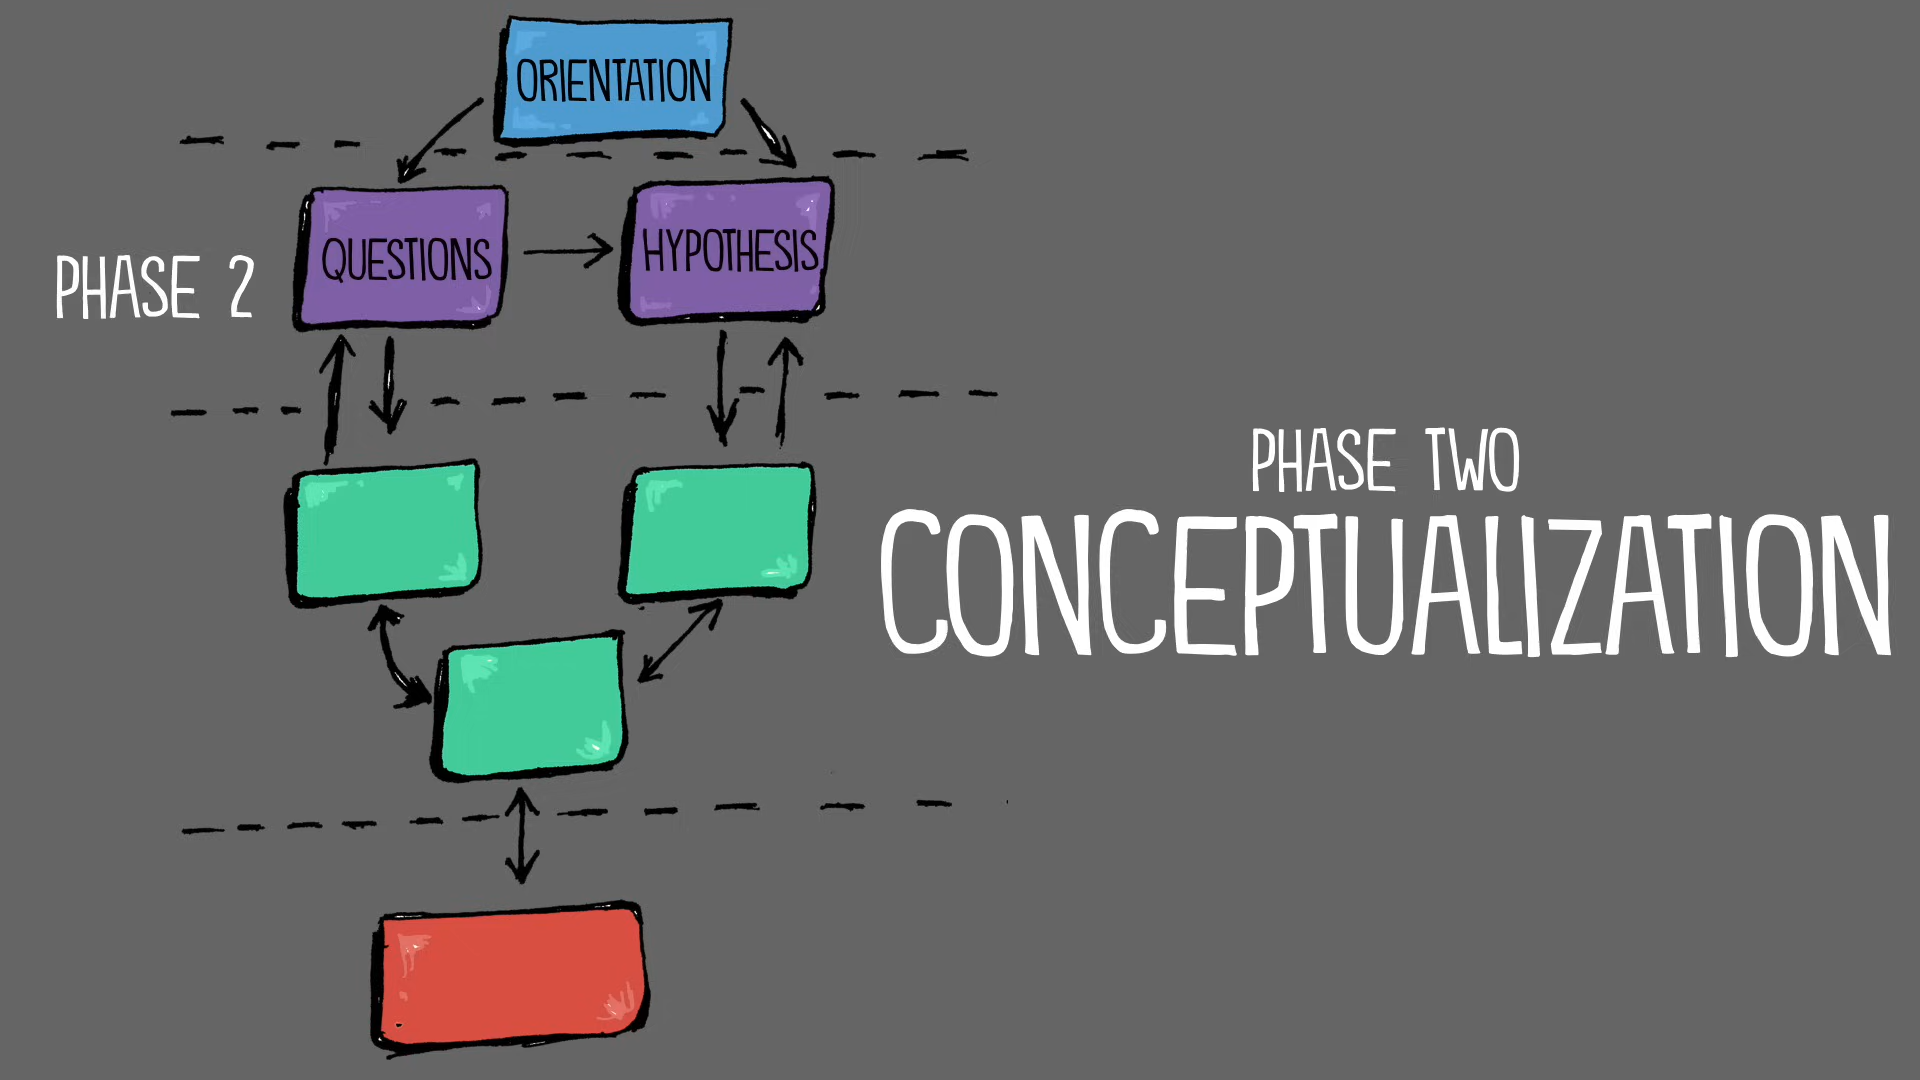 ORIENTATION
QUESTIONS
HYPOTHESIS
PHASE 2
PHASE TWO
CONCEPTUALIZATION